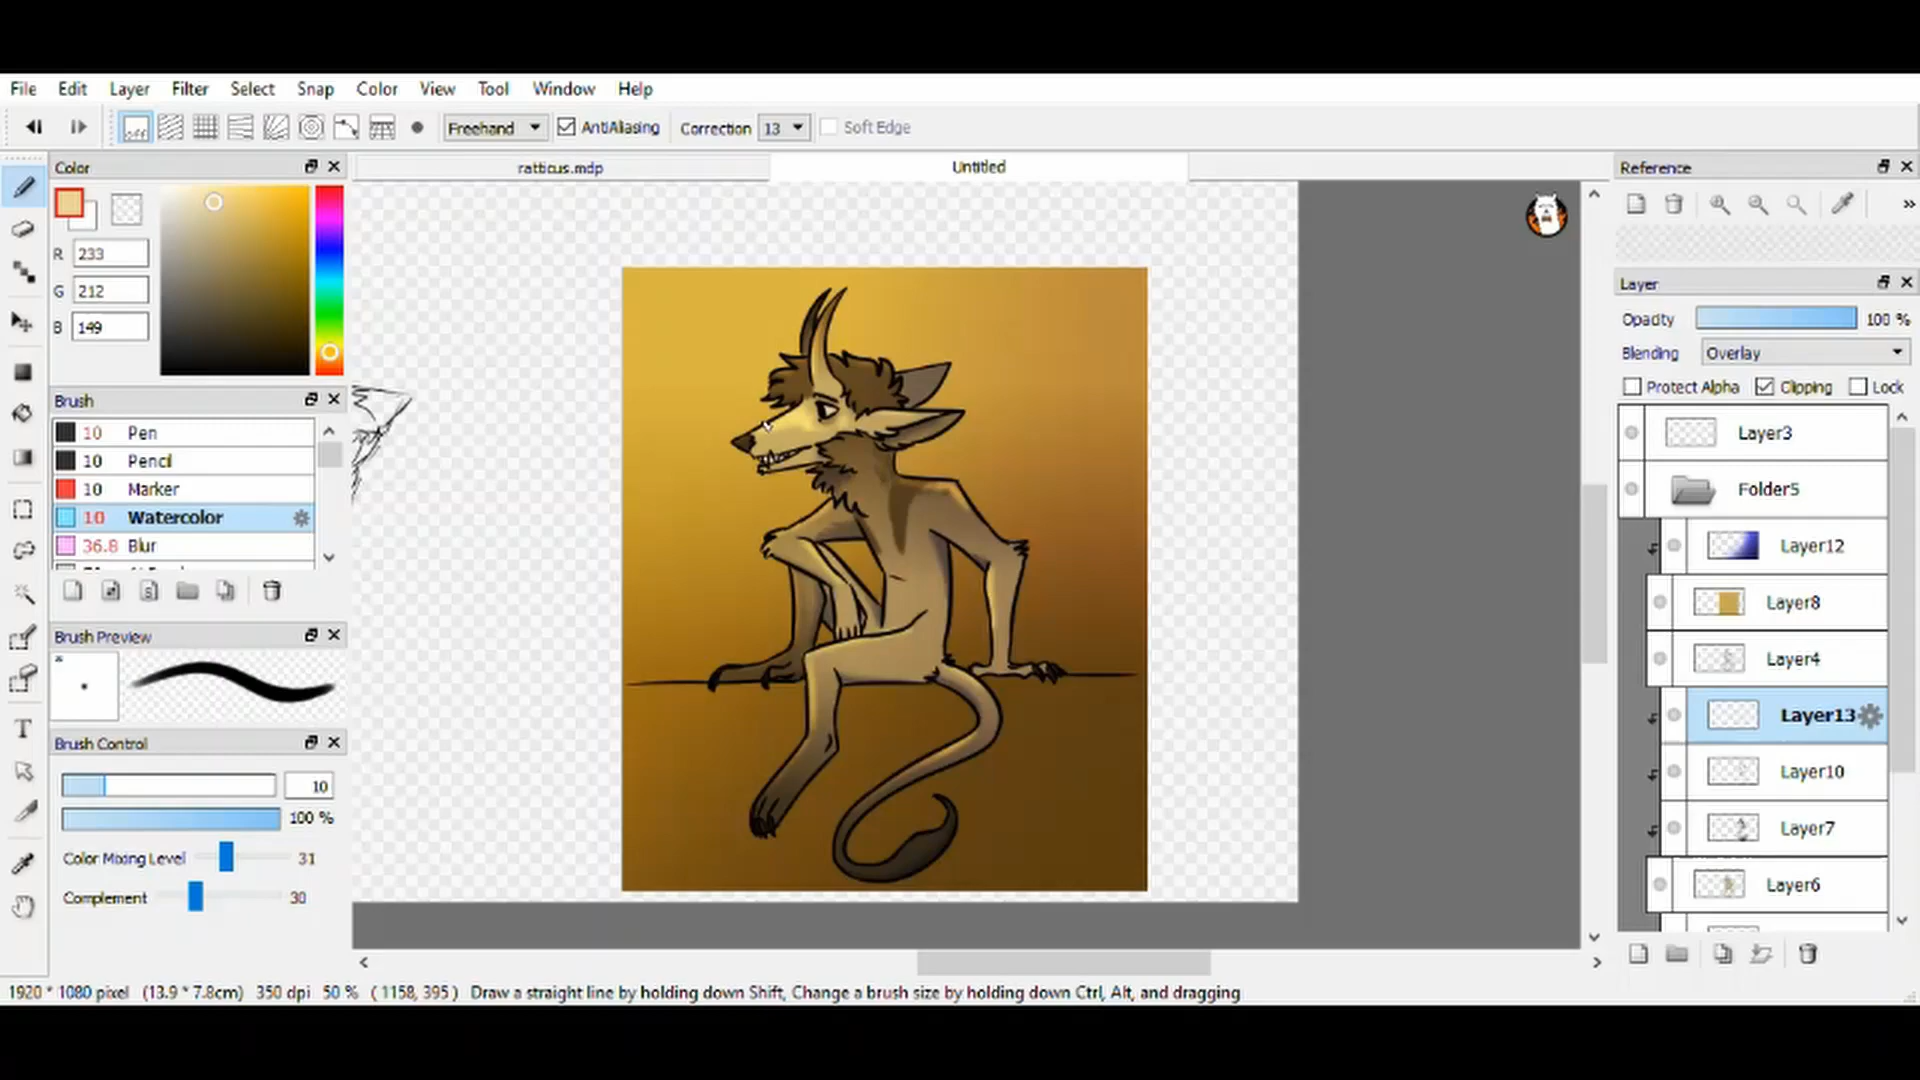 File Edit Layer Filter Select Snap Color View Tool Window Help
off Freehand AntiAliasing Correction 13 Soft Edge
Color
ratticus.mdp
Untitled
Reference
R 233
G 212
B 149
Layer
Opacity 100 %
Blending Overlay
Protect Alpha Clipping Lock
Brush
10 Pen
10 Pencil
10 Marker
10 Watercolor
36.8 Blur
Layer3
Folder5
Layer12
Layer8
Layer4
Layer13
Layer10
Layer7
Layer6
Brush Preview
Brush Control
10
100 %
Color Mixing Level 31
Complement 30
1920 * 1080 pixel (13.9 * 7.8cm) 350 dpi 50 % ( 1158, 395 ) Draw a straight line by holding down Shift, Change a brush size by holding down Ctrl, Alt, and dragging